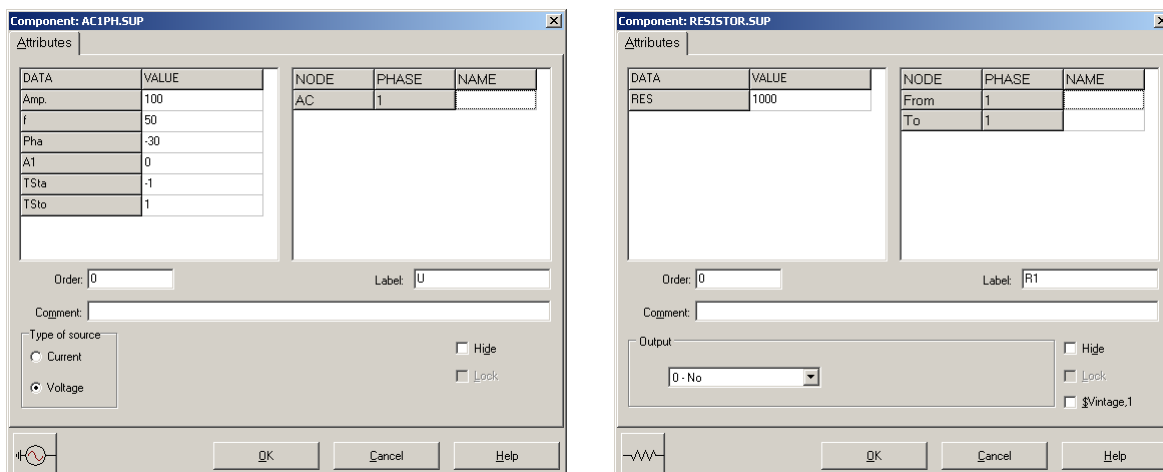 Component: AC1PH.SUP
Attributes
DATA VALUE
Amp. 100
f 50
Pha -30
A1 0
TSta -1
TSto 1
NODE PHASE NAME
AC 1
Order: 0
Label: U
Comment:
Type of source
Current
Voltage
Hide
Lock
OK
Cancel
Help
Component: RESISTOR.SUP
Attributes
DATA VALUE
RES 1000
NODE PHASE NAME
From 1
To 1
Order: 0
Label: R1
Comment:
Output
0 - No
Hide
Lock
$Vintage,1
OK
Cancel
Help